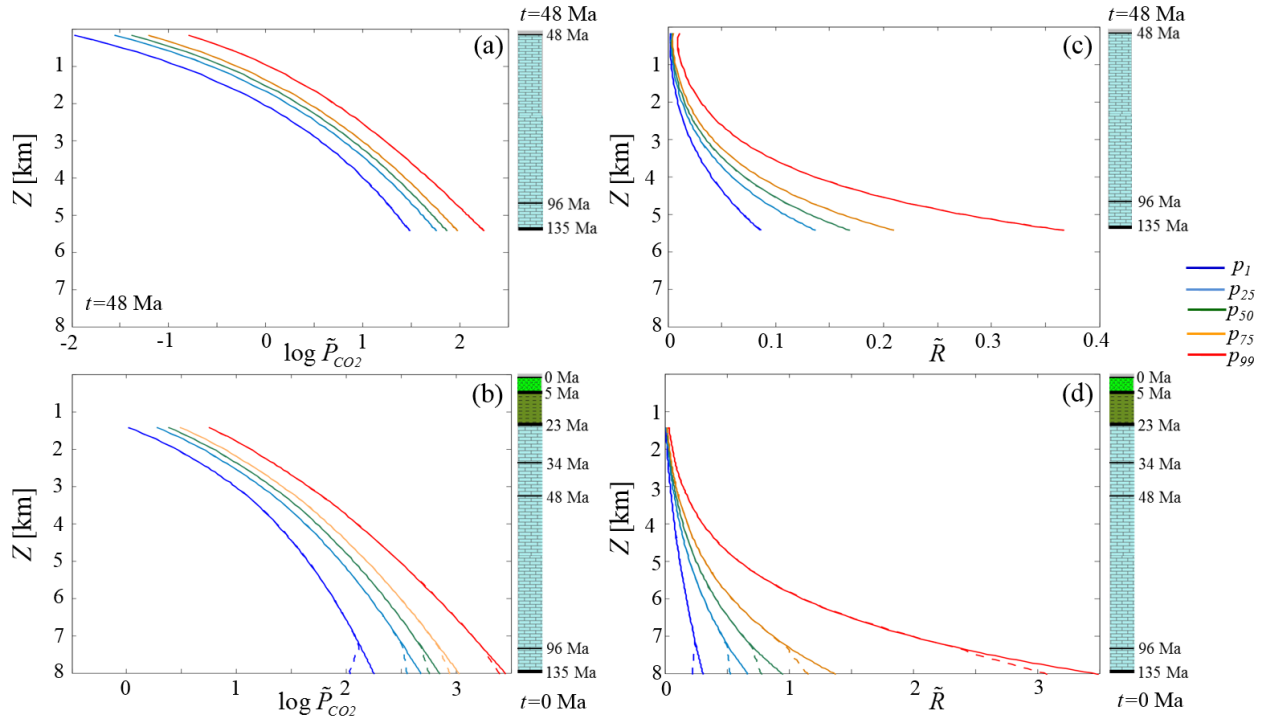 t=48 Ma
t=48 Ma
(a)
48 Ma
1
2
3
4
5
6
7
8
Z [km]
96 Ma
135 Ma
t=48 Ma
-2
-1
0
1
2
log P̃CO2
(c)
48 Ma
1
2
3
4
5
6
7
8
Z [km]
96 Ma
135 Ma
0
0.1
0.2
0.3
0.4
R̃
p1
p25
p50
p75
p99
(b)
0 Ma
5 Ma
23 Ma
34 Ma
48 Ma
96 Ma
135 Ma
1
2
3
4
5
6
7
8
Z [km]
0
1
2
3
log P̃CO2
t=0 Ma
(d)
0 Ma
5 Ma
23 Ma
34 Ma
48 Ma
96 Ma
135 Ma
1
2
3
4
5
6
7
8
Z [km]
0
1
2
3
R̃
t=0 Ma